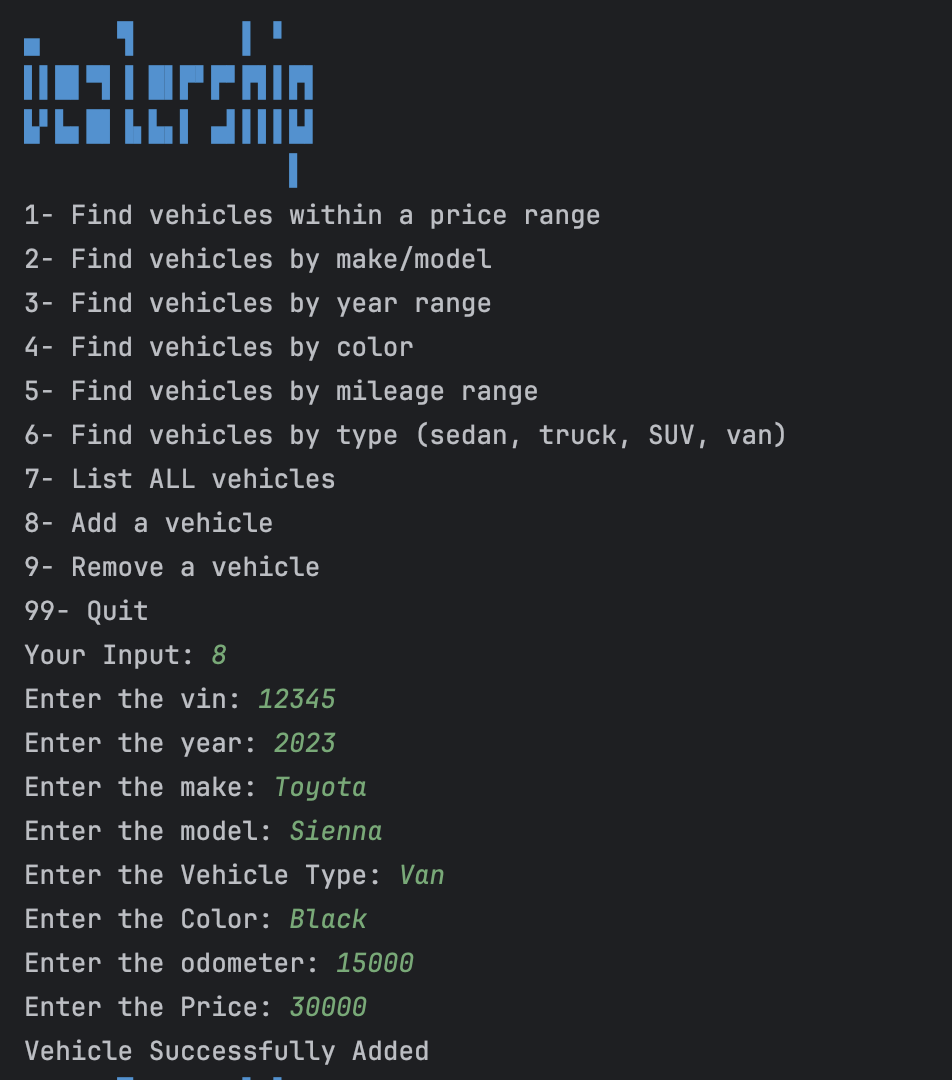 1- Find vehicles within a price range
2- Find vehicles by make/model
3- Find vehicles by year range
4- Find vehicles by color
5- Find vehicles by mileage range
6- Find vehicles by type (sedan, truck, SUV, van)
7- List ALL vehicles
8- Add a vehicle
9- Remove a vehicle
99- Quit
Your Input: 8
Enter the vin: 12345
Enter the year: 2023
Enter the make: Toyota
Enter the model: Sienna
Enter the Vehicle Type: Van
Enter the Color: Black
Enter the odometer: 15000
Enter the Price: 30000
Vehicle Successfully Added